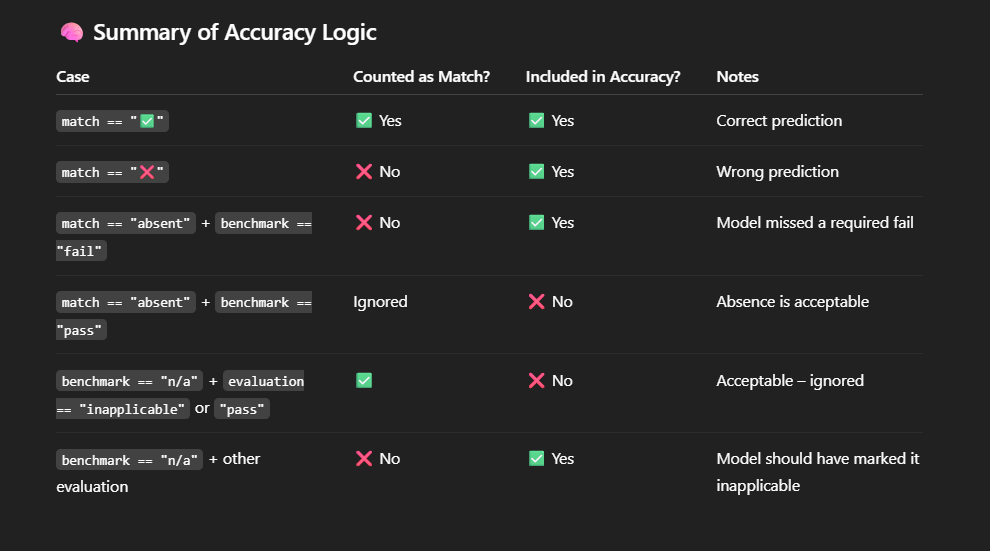 🧠 Summary of Accuracy Logic
Case Counted as Match? Included in Accuracy? Notes
match == "✅" ✅ Yes ✅ Yes Correct prediction
match == "❌" ❌ No ✅ Yes Wrong prediction
match == "absent" + benchmark == ❌ No ✅ Yes Model missed a required fail
"fail"
match == "absent" + benchmark == Ignored ❌ No Absence is acceptable
"pass"
benchmark == "n/a" + evaluation ✅ ❌ No Acceptable – ignored
== "inapplicable" or "pass"
benchmark == "n/a" + other ❌ No ✅ Yes Model should have marked it
evaluation inapplicable